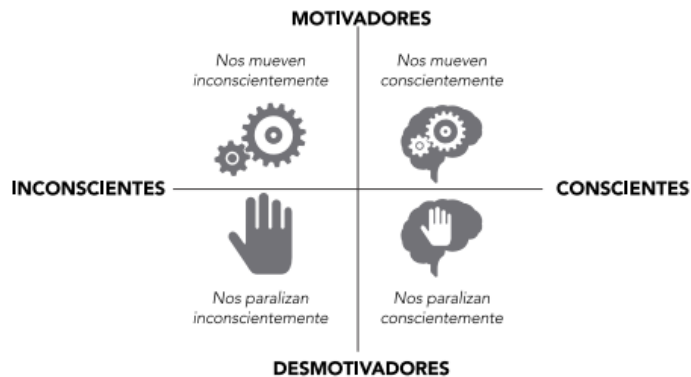 MOTIVADORES
Nos mueven
inconscientemente
Nos mueven
conscientemente
INCONSCIENTES
CONSCIENTES
Nos paralizan
inconscientemente
Nos paralizan
conscientemente
DESMOTIVADORES